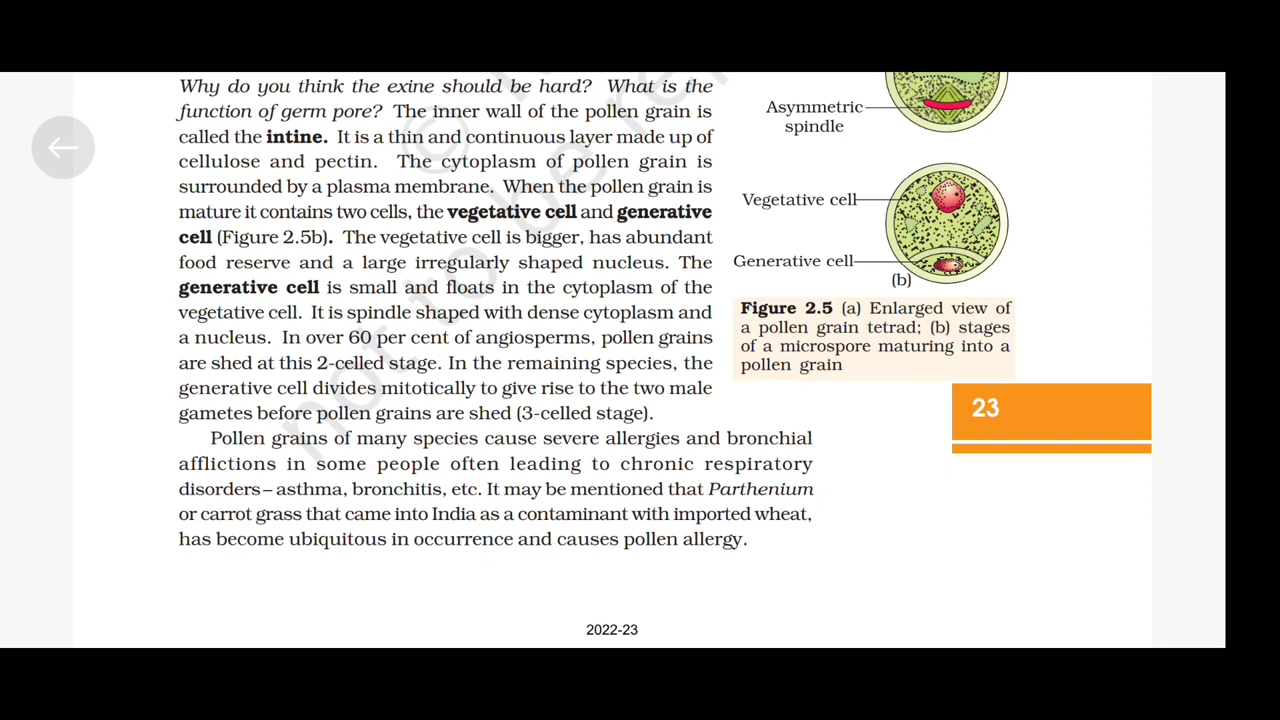 Why do you think the exine should be hard? What is the
function of germ pore? The inner wall of the pollen grain is
called the intine. It is a thin and continuous layer made up of
cellulose and pectin. The cytoplasm of pollen grain is
surrounded by a plasma membrane. When the pollen grain is
mature it contains two cells, the vegetative cell and generative
cell (Figure 2.5b). The vegetative cell is bigger, has abundant
food reserve and a large irregularly shaped nucleus. The
generative cell is small and floats in the cytoplasm of the
vegetative cell. It is spindle shaped with dense cytoplasm and
a nucleus. In over 60 per cent of angiosperms, pollen grains
are shed at this 2-celled stage. In the remaining species, the
generative cell divides mitotically to give rise to the two male
gametes before pollen grains are shed (3-celled stage).
Pollen grains of many species cause severe allergies and bronchial
afflictions in some people often leading to chronic respiratory
disorders– asthma, bronchitis, etc. It may be mentioned that Parthenium
or carrot grass that came into India as a contaminant with imported wheat,
has become ubiquitous in occurrence and causes pollen allergy.
Asymmetric
spindle
Vegetative cell
Generative cell
(b)
Figure 2.5 (a) Enlarged view of
a pollen grain tetrad; (b) stages
of a microspore maturing into a
pollen grain
23
2022-23
©
not to be re